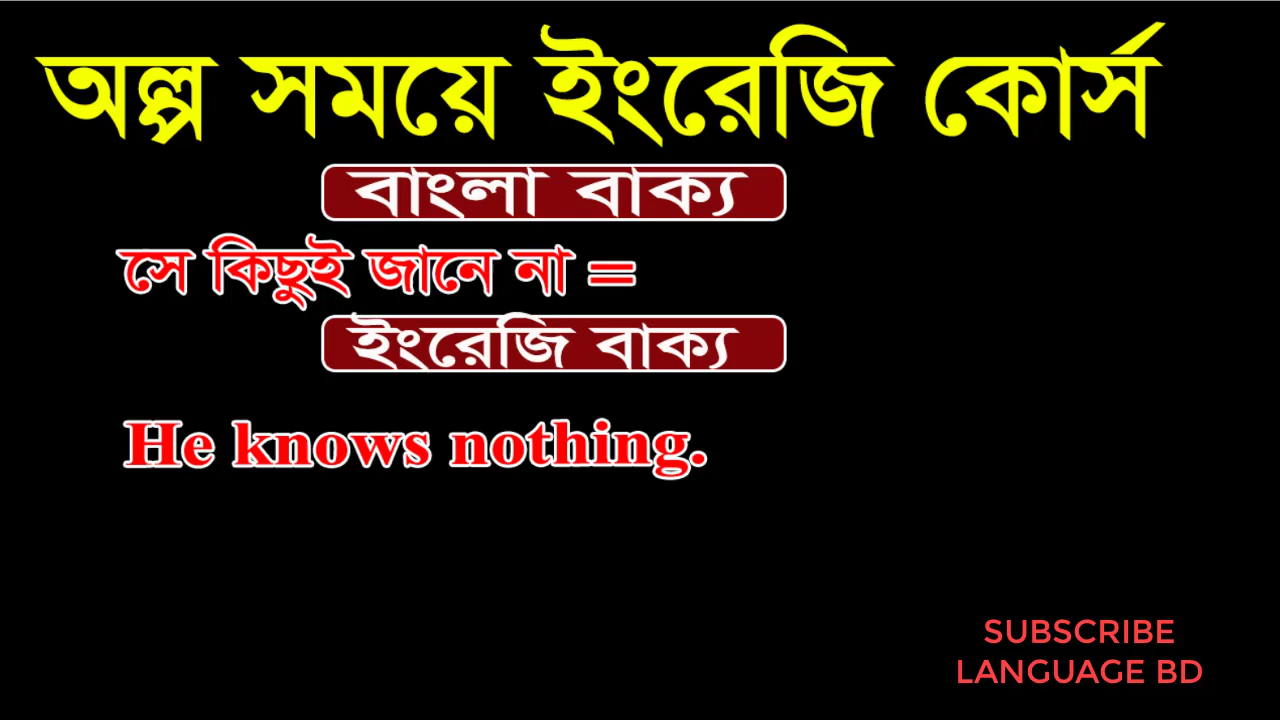 অল্প সময়ে ইংরেজি কোর্স
বাংলা বাক্য
সে কিছুই জানে না =
ইংরেজি বাক্য
He knows nothing.
SUBSCRIBE
LANGUAGE BD